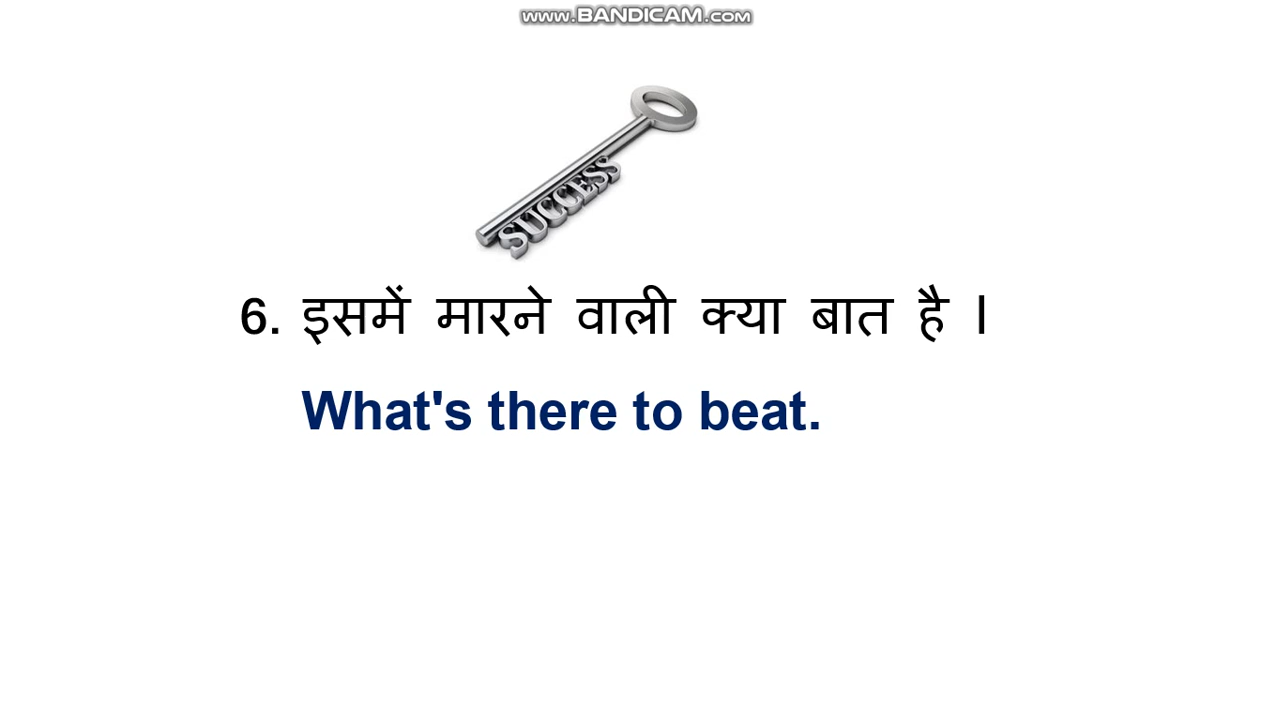 www.BANDICAM.com
SUCCESS
6. इसमें मारने वाली क्या बात है ।
What's there to beat.